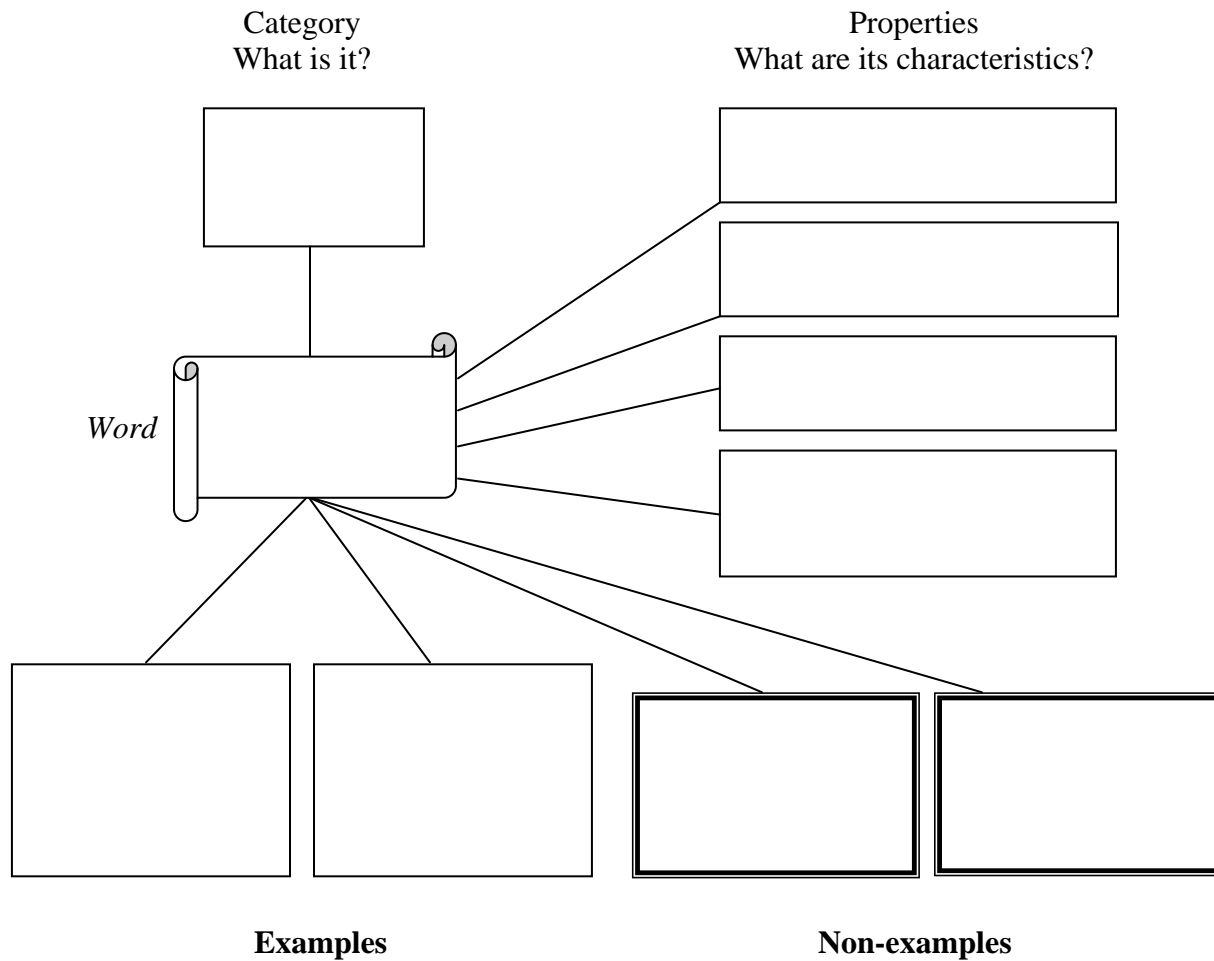 Category
What is it?
Properties
What are its characteristics?
Word
Examples
Non-examples